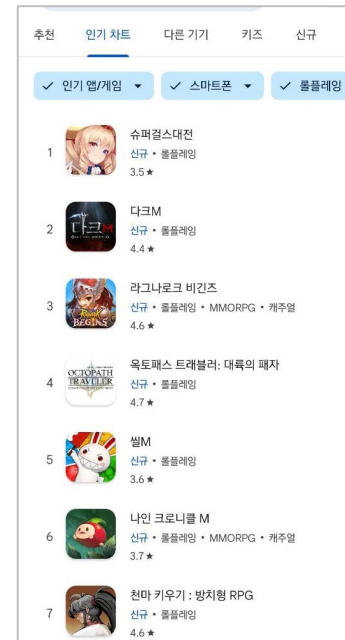 추천 인기 차트 다른 기기 키즈 신규
인기 앱/게임 스마트폰 롤플레잉
1
슈퍼걸스대전
신규 • 롤플레잉
3.5★
2
다크M
다크M
신규 • 롤플레잉
4.4★
3
BEGINS
라그나로크 비긴즈
신규 • 롤플레잉 • MMORPG • 캐주얼
4.6★
4
OCTOPATH
TRAVELER
옥토패스 트래블러: 대륙의 패자
신규 • 롤플레잉
4.7★
5
씰M
신규 • 롤플레잉
3.6★
6
나인 크로니클 M
신규 • 롤플레잉 • MMORPG • 캐주얼
3.7★
7
천마 키우기 : 방치형 RPG
신규 • 롤플레잉
4.6★